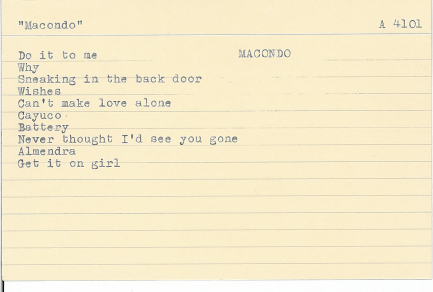 "Macondo" A 4101
Do it to me MACONDO
Why
Sneaking in the back door
Wishes
Can't make love alone
Cayuco
Battery
Never thought I'd see you gone
Almendra
Get it on girl